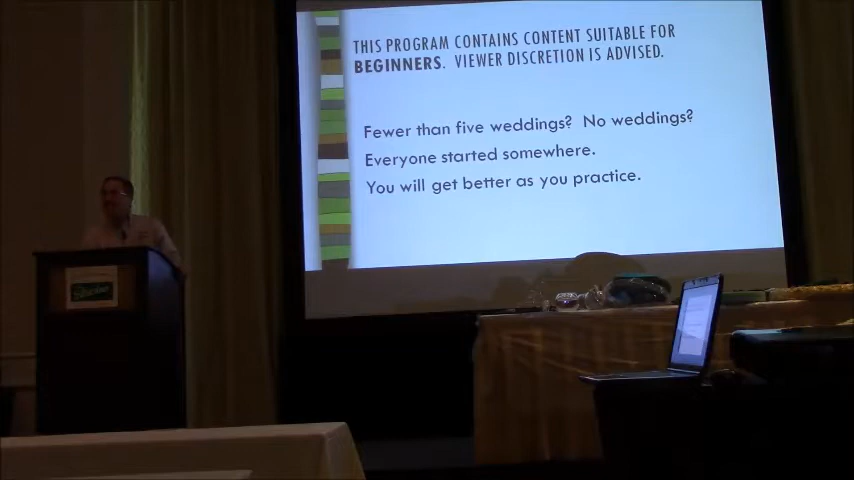 THIS PROGRAM CONTAINS CONTENT SUITABLE FOR
BEGINNERS. VIEWER DISCRETION IS ADVISED.
Fewer than five weddings? No weddings?
Everyone started somewhere.
You will get better as you practice.